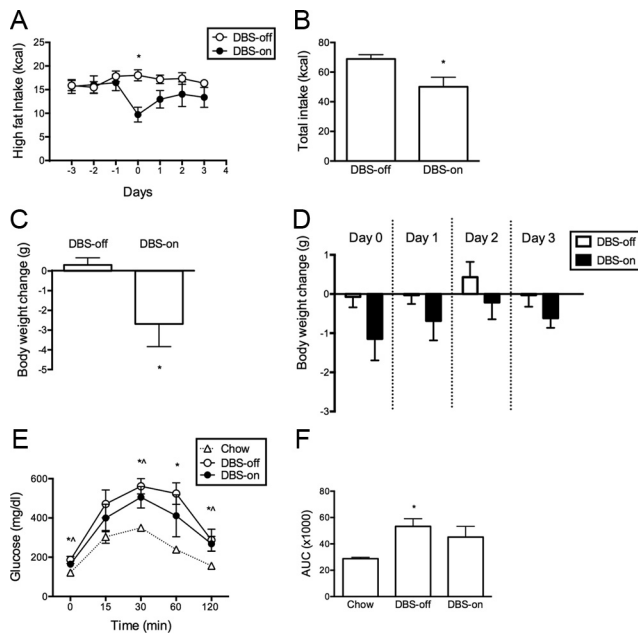 A
DBS-off
DBS-on
*
High fat Intake (kcal)
25
20
15
10
5
0
-3 -2 -1 0 1 2 3 4
Days
B
Total intake (kcal)
80
60
40
20
0
*
DBS-off DBS-on
C
DBS-off DBS-on
Body weight change (g)
1
0
-1
-2
-3
-4
-5
*
D
Day 0 Day 1 Day 2 Day 3
DBS-off
DBS-on
Body weight change (g)
1
0
-1
-2
-3
E
Chow
DBS-off
DBS-on
Glucose (mg/dl)
600
400
200
0
*^ *^ * *^
0 15 30 60 120
Time (min)
F
AUC (x1000)
80
60
40
20
0
*
Chow DBS-off DBS-on